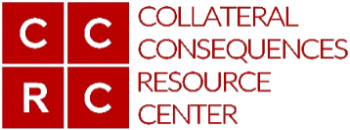 C C
R C
COLLATERAL
CONSEQUENCES
RESOURCE
CENTER